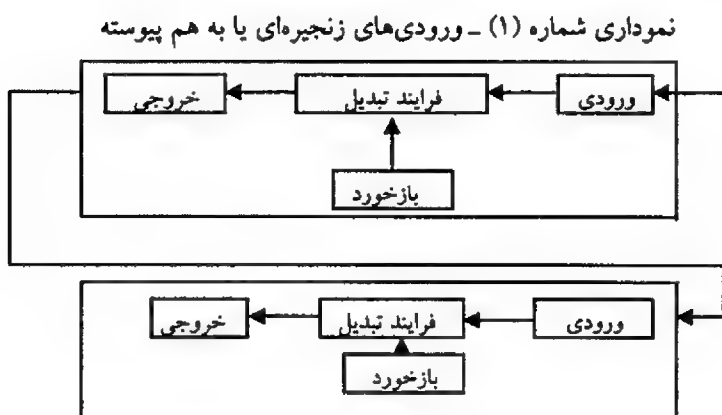 نموداری شماره (۱) ـ ورودی‌های زنجیره‌ای یا به هم پیوسته
ورودی
فرایند تبدیل
خروجی
بازخورد
ورودی
فرایند تبدیل
خروجی
بازخورد